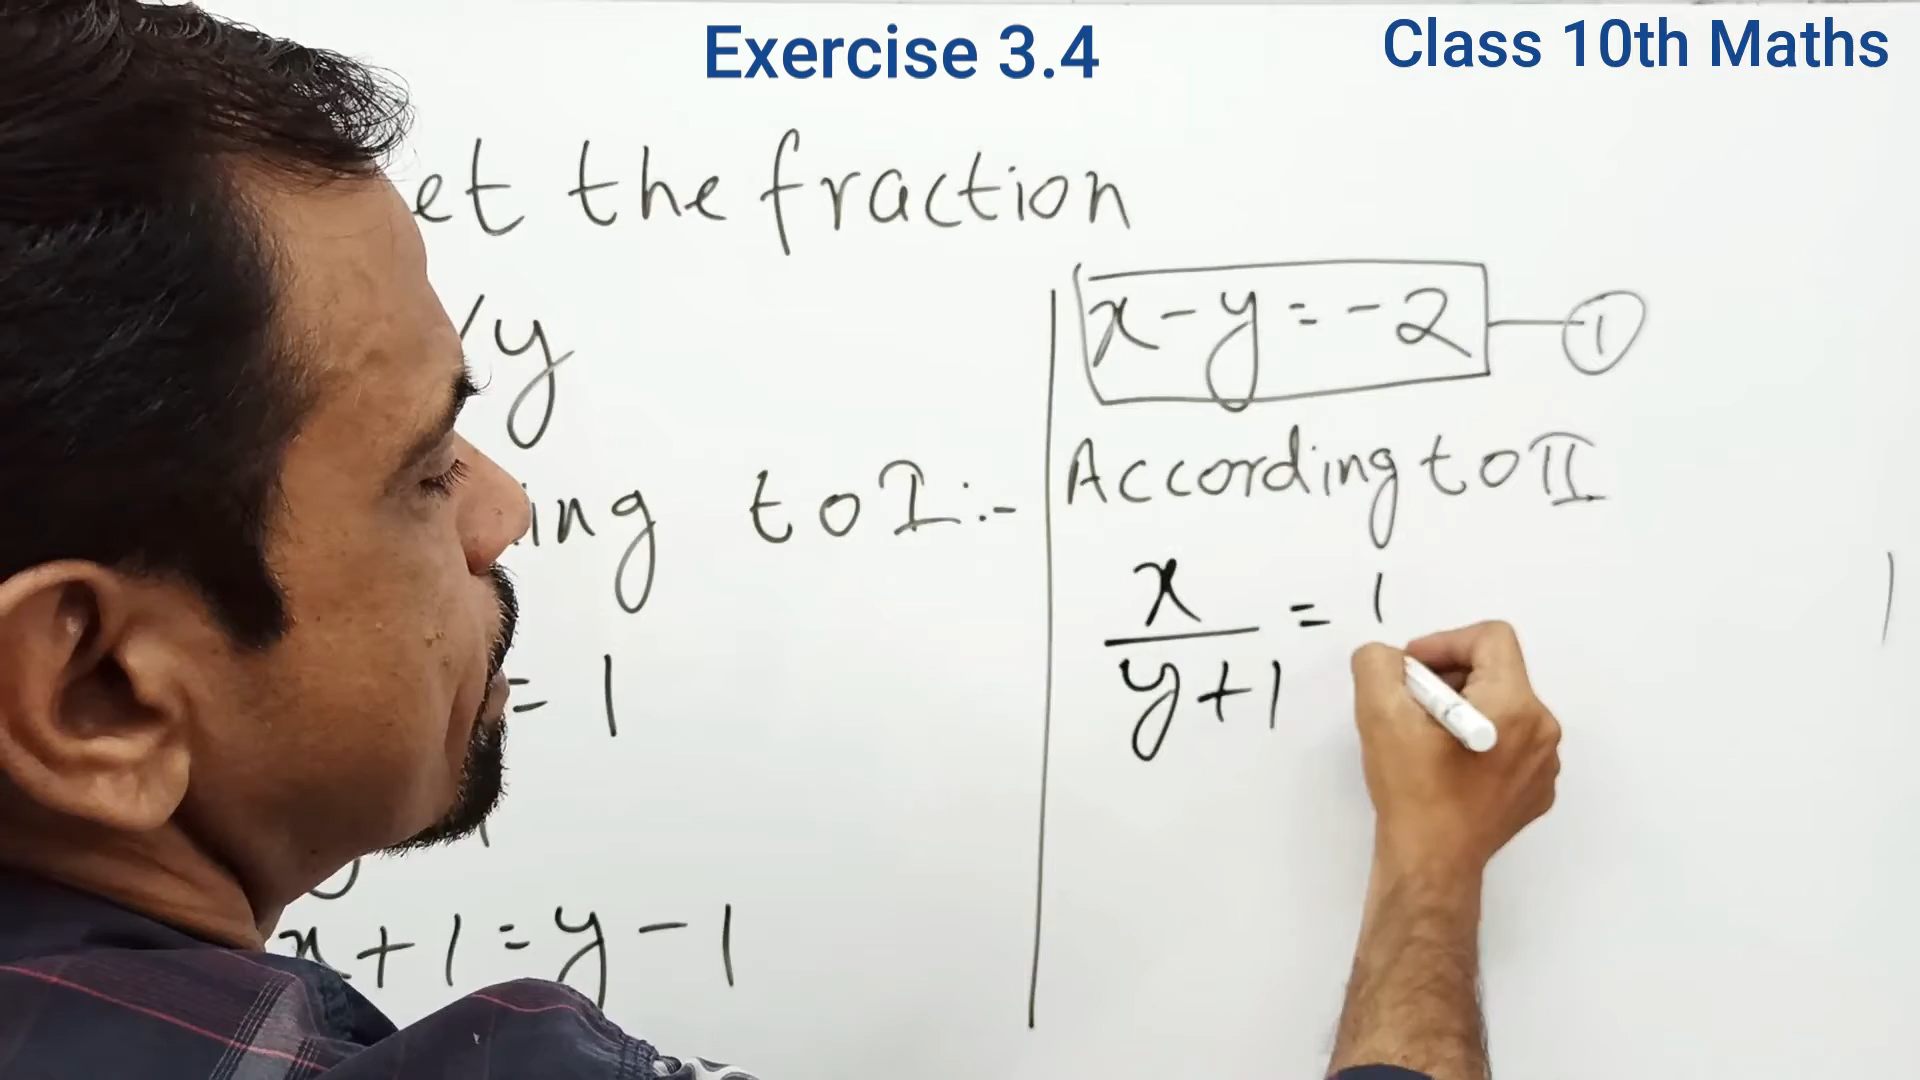 Exercise 3.4
Class 10th Maths
et the fraction
/y
ing to I :-
= 1
x + 1 = y - 1
x - y = -2 — ①
According to II
x
y+1
= 1